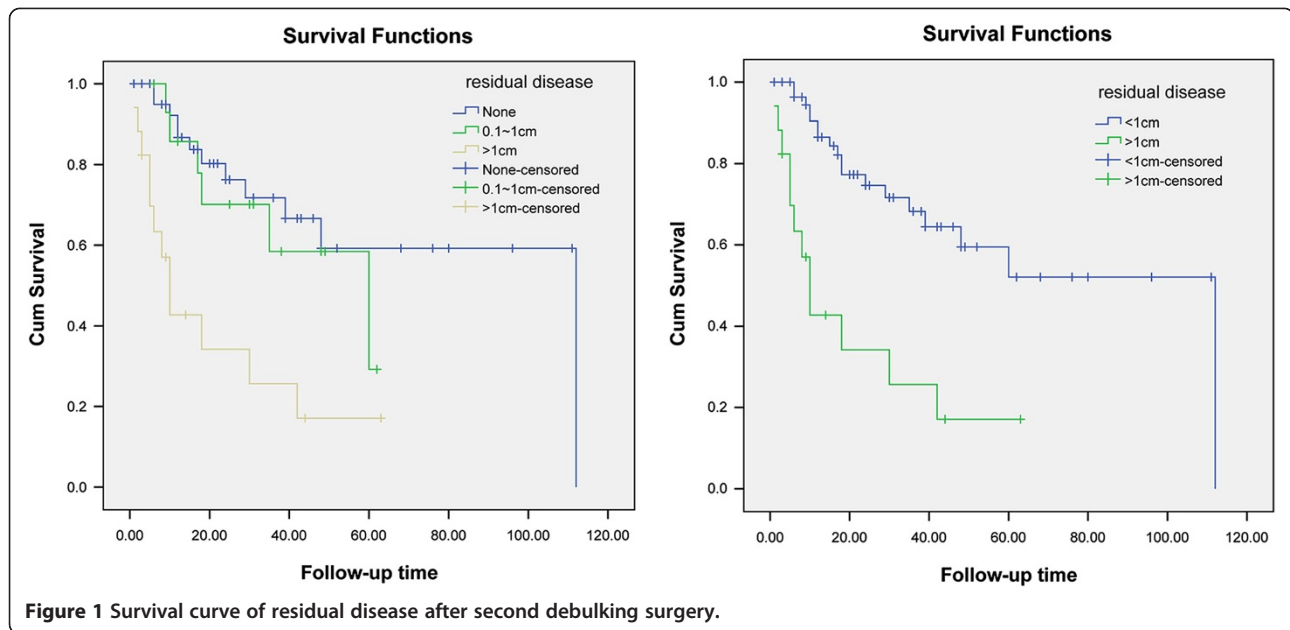 Survival Functions
1.0
0.8
0.6
0.4
0.2
0.0
Cum Survival
residual disease
None
0.1~1cm
>1cm
None-censored
0.1~1cm-censored
>1cm-censored
0.00 20.00 40.00 60.00 80.00 100.00 120.00
Follow-up time
Survival Functions
1.0
0.8
0.6
0.4
0.2
0.0
Cum Survival
residual disease
<1cm
>1cm
<1cm-censored
>1cm-censored
0.00 20.00 40.00 60.00 80.00 100.00 120.00
Follow-up time
Figure 1 Survival curve of residual disease after second debulking surgery.